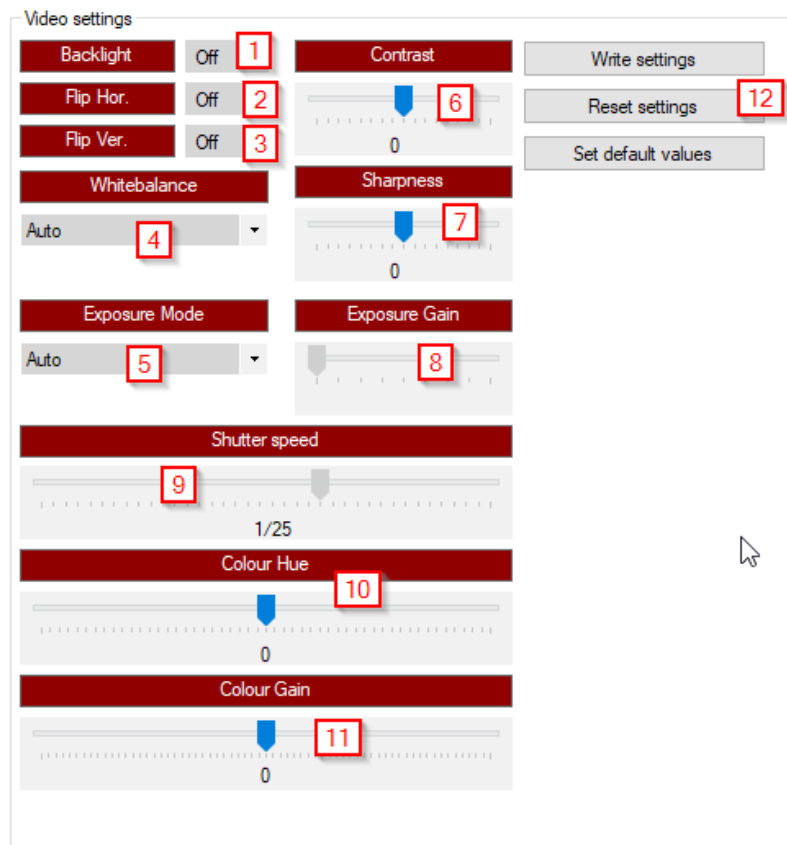 Video settings
Backlight Off 1
Flip Hor. Off 2
Flip Ver. Off 3
Whitebalance
Auto 4
Exposure Mode
Auto 5
Contrast
6
0
Sharpness
7
0
Exposure Gain
8
Shutter speed
9
1/25
Colour Hue
10
0
Colour Gain
11
0
Write settings
Reset settings 12
Set default values